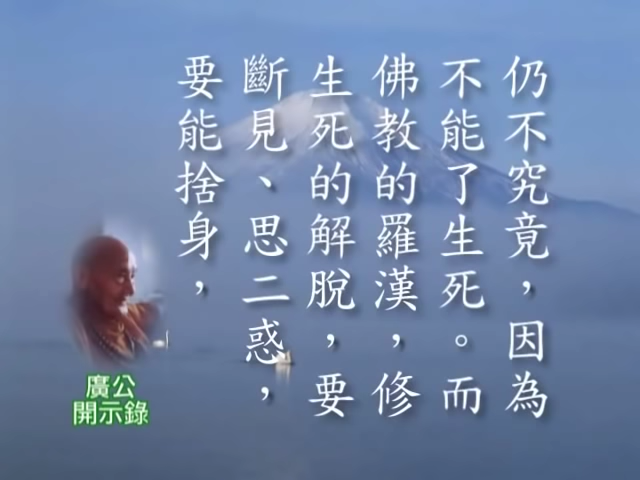 仍不究竟，因為
不能了生死。而
佛教的羅漢，修
生死的解脫，要
斷見、思二惑，
要能捨身，
廣公
開示錄